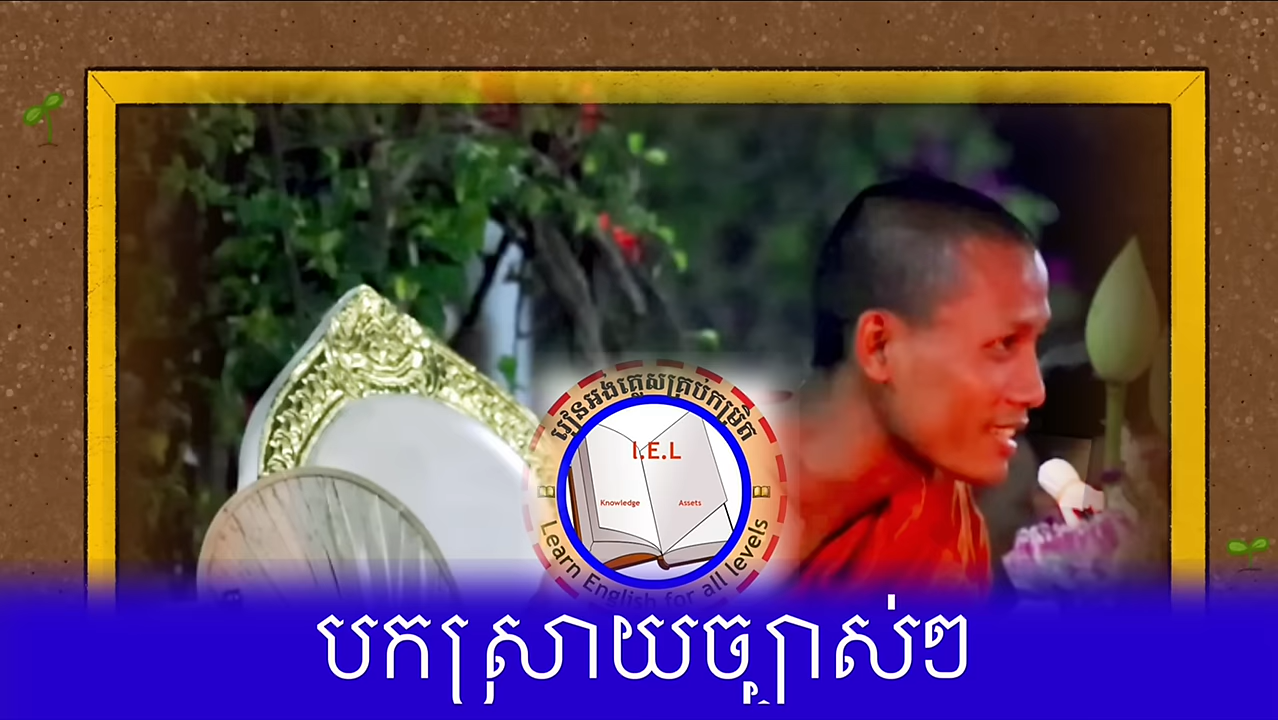 រៀនអង់គ្លេសគ្រប់កម្រិត
I.E.L
Knowledge Assets
Learn English for all levels
បកស្រាយច្បាស់ៗ